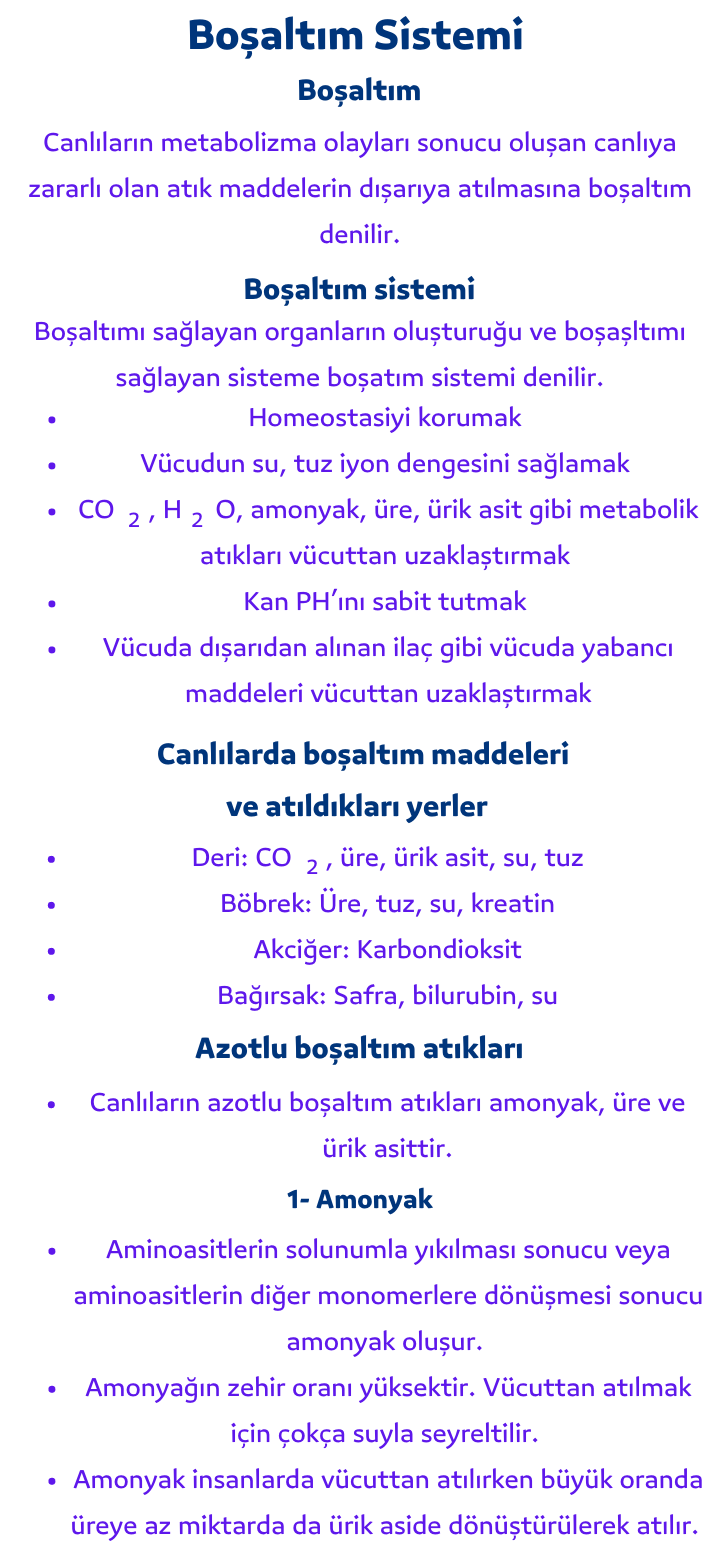 Boşaltım Sistemi
Boşaltım
Canlıların metabolizma olayları sonucu oluşan canlıya
zararlı olan atık maddelerin dışarıya atılmasına boşaltım
denilir.
Boşaltım sistemi
Boşaltımı sağlayan organların oluşturuğu ve boşaşltımı
sağlayan sisteme boşatım sistemi denilir.
• Homeostasiyi korumak
• Vücudun su, tuz iyon dengesini sağlamak
• CO 2 , H 2 O, amonyak, üre, ürik asit gibi metabolik
atıkları vücuttan uzaklaştırmak
• Kan PH’ını sabit tutmak
• Vücuda dışarıdan alınan ilaç gibi vücuda yabancı
maddeleri vücuttan uzaklaştırmak
Canlılarda boşaltım maddeleri
ve atıldıkları yerler
• Deri: CO 2 , üre, ürik asit, su, tuz
• Böbrek: Üre, tuz, su, kreatin
• Akciğer: Karbondioksit
• Bağırsak: Safra, bilurubin, su
Azotlu boşaltım atıkları
• Canlıların azotlu boşaltım atıkları amonyak, üre ve
ürik asittir.
1- Amonyak
• Aminoasitlerin solunumla yıkılması sonucu veya
aminoasitlerin diğer monomerlere dönüşmesi sonucu
amonyak oluşur.
• Amonyağın zehir oranı yüksektir. Vücuttan atılmak
için çokça suyla seyreltilir.
• Amonyak insanlarda vücuttan atılırken büyük oranda
üreye az miktarda da ürik aside dönüştürülerek atılır.